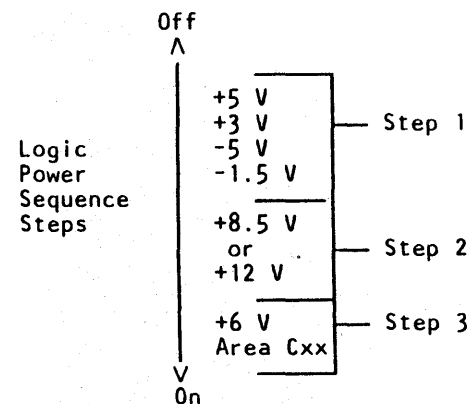 Off
+5 V
+3 V
-5 V
-1.5 V
Step 1
Logic
Power
Sequence
Steps
+8.5 V
or
+12 V
Step 2
+6 V
Area Cxx
Step 3
On